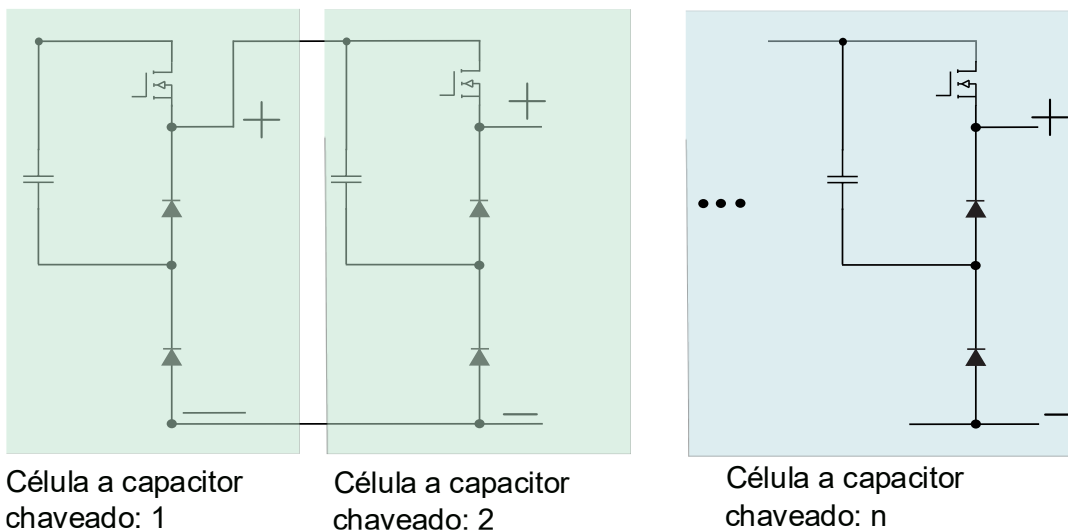 Célula a capacitor
chaveado: 1
Célula a capacitor
chaveado: 2
Célula a capacitor
chaveado: n